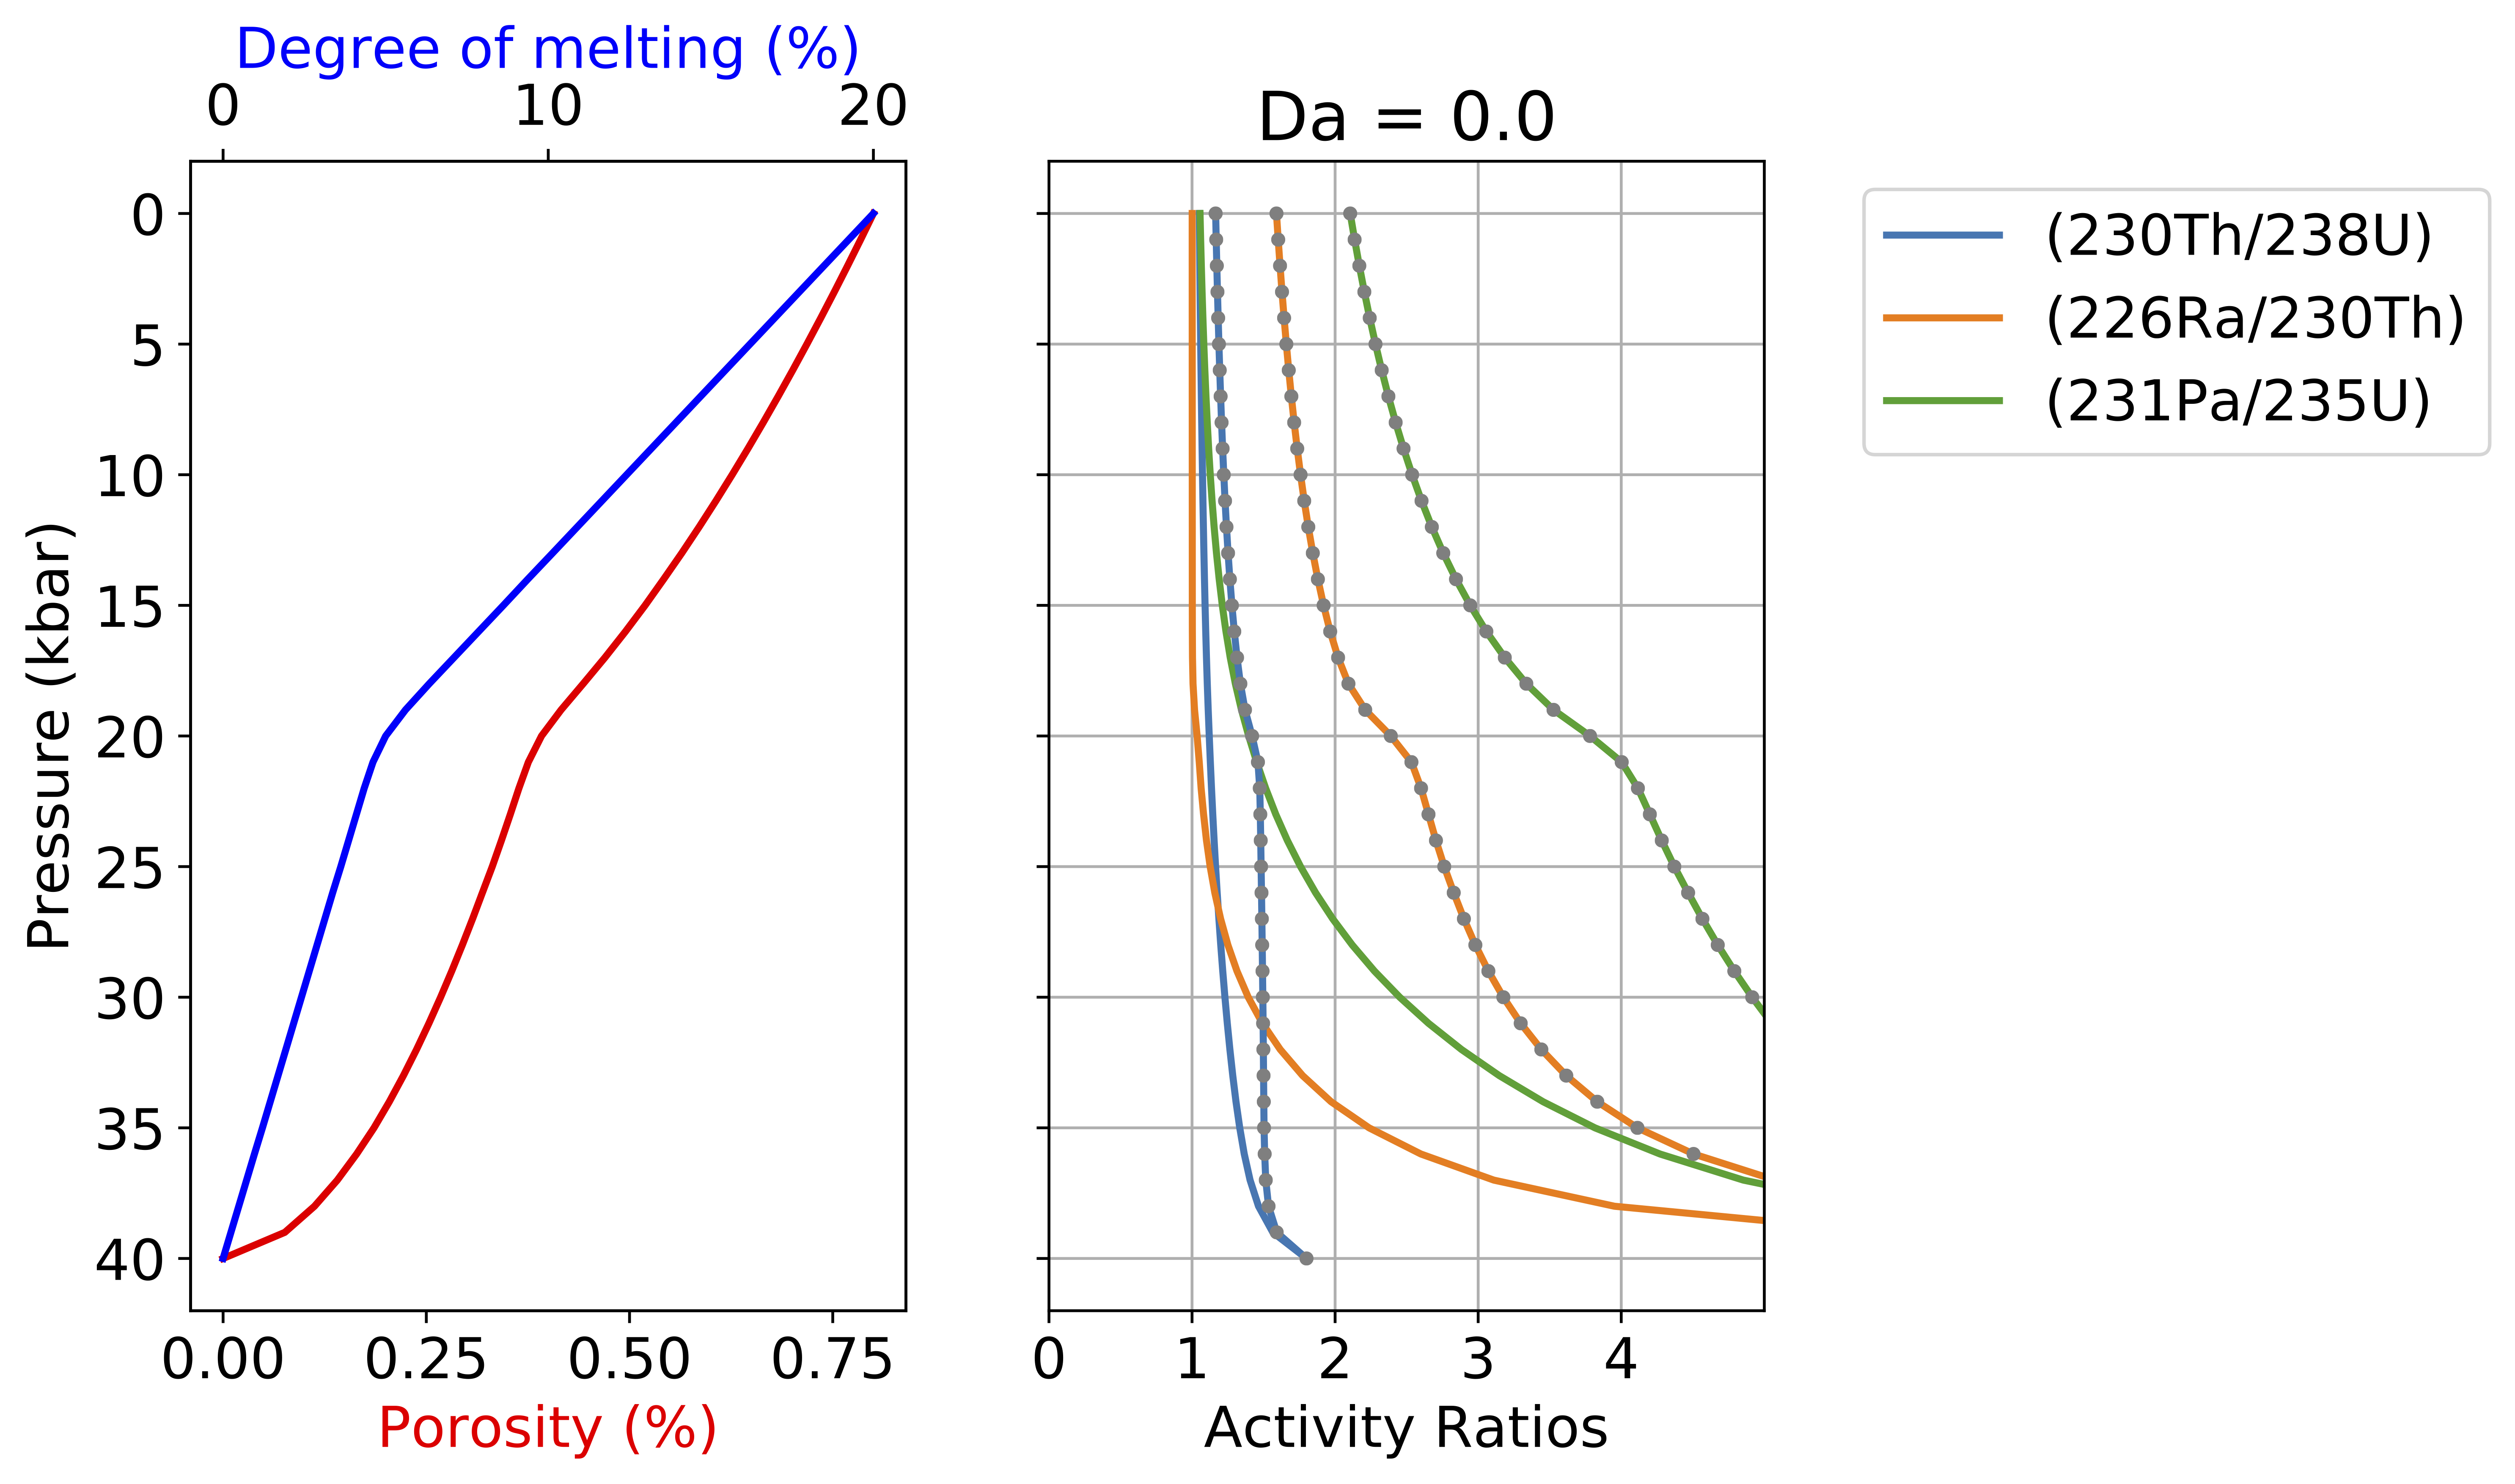 Degree of melting (%)
0 10 20
Da = 0.0
0
5
10
15
20
25
30
35
40
Pressure (kbar)
0.00 0.25 0.50 0.75
Porosity (%)
0 1 2 3 4
Activity Ratios
(230Th/238U)
(226Ra/230Th)
(231Pa/235U)